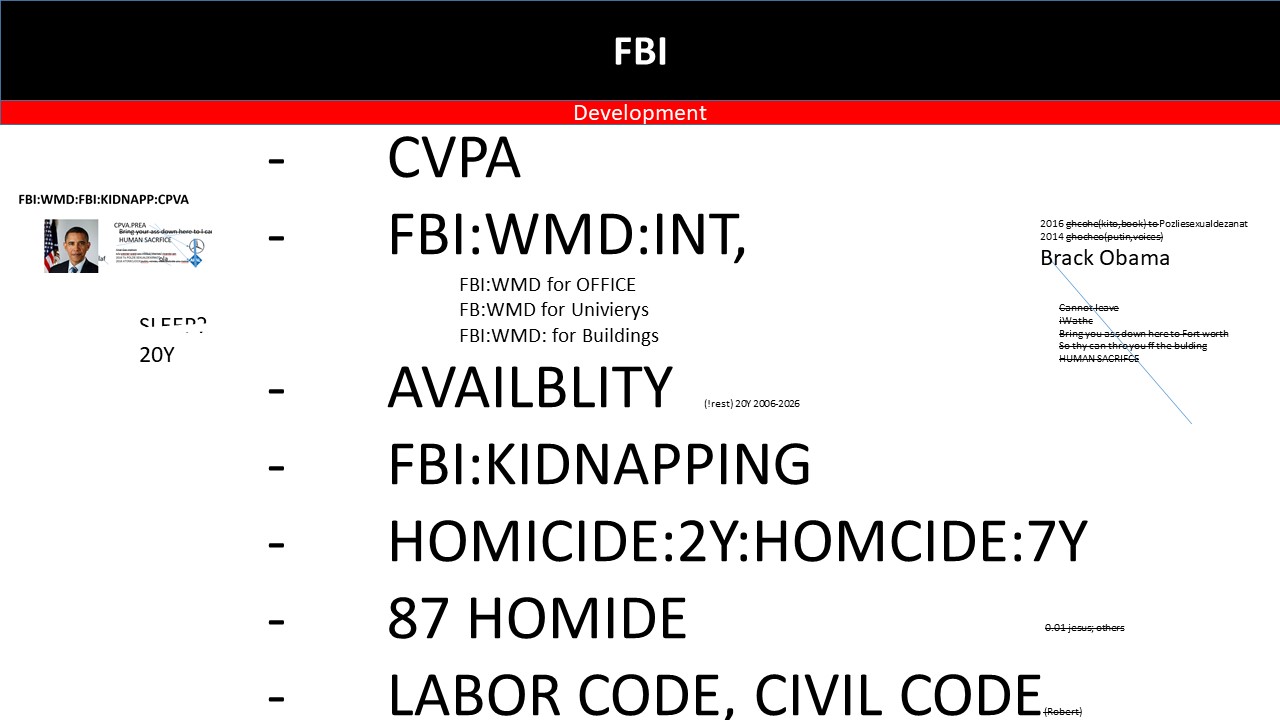 FBI
Development
- CVPA
FBI:WMD:FBI:KIDNAPP:CPVA
- FBI:WMD:INT,
CPVA.PREA
Bring your ass down here to I car
HUMAN SACRFICE
2016 ghcohe(kito,book) to Pozliesexualdezanat
2014 ghocheo(putin,voices)
Brack Obama
FBI:WMD for OFFICE
FB:WMD for Univierys
FBI:WMD: for Buildings
Cannot leave
iWathc
Bring you ass down here to Fort worth
So thy can thro you ff the bulding
HUMAN SACRIFCE
SLEEP?
20Y
- AVAILBLITY (!rest) 20Y 2006-2026
- FBI:KIDNAPPING
- HOMICIDE:2Y:HOMCIDE:7Y
- 87 HOMIDE
0.01 jesus; others
- LABOR CODE, CIVIL CODE (Robert)